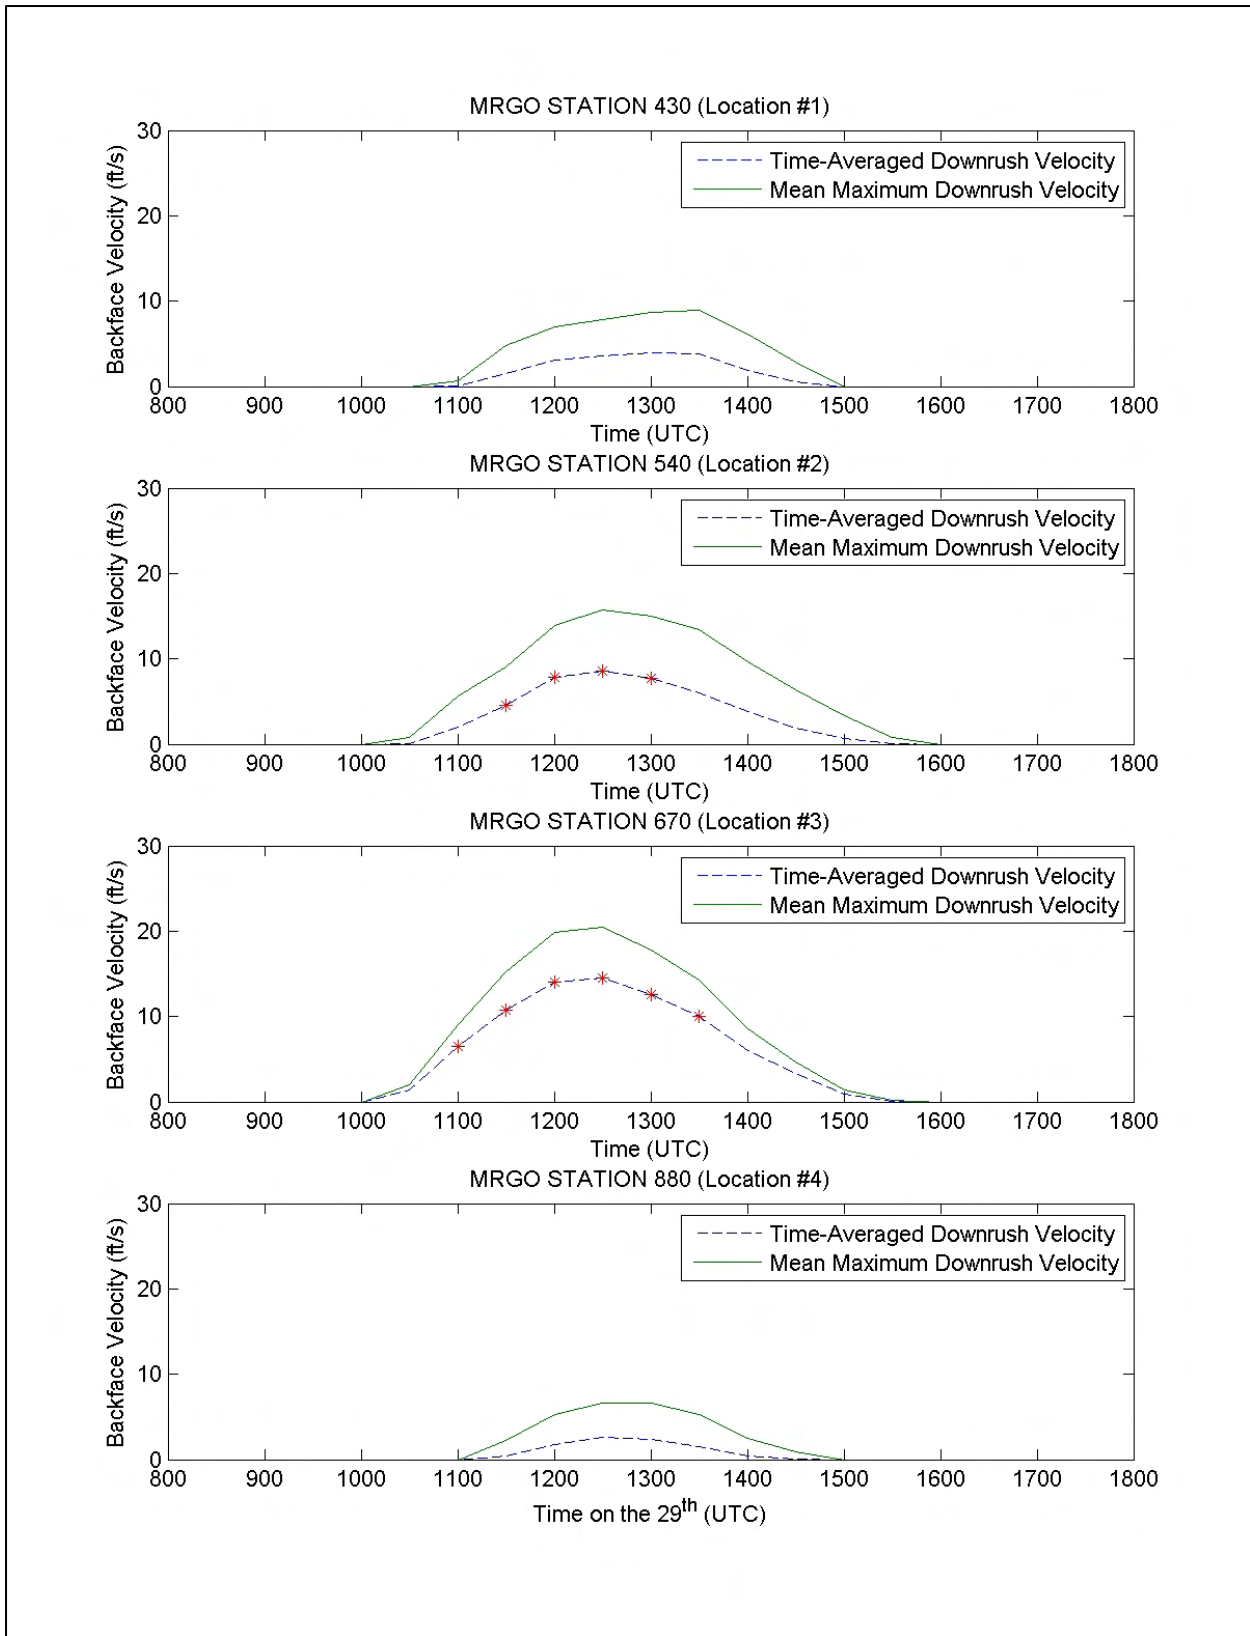 MRGO STATION 430 (Location #1)
30
20
10
0
Backface Velocity (ft/s)
Time-Averaged Downrush Velocity
Mean Maximum Downrush Velocity
800 900 1000 1100 1200 1300 1400 1500 1600 1700 1800
Time (UTC)
MRGO STATION 540 (Location #2)
30
20
10
0
Backface Velocity (ft/s)
Time-Averaged Downrush Velocity
Mean Maximum Downrush Velocity
800 900 1000 1100 1200 1300 1400 1500 1600 1700 1800
Time (UTC)
MRGO STATION 670 (Location #3)
30
20
10
0
Backface Velocity (ft/s)
Time-Averaged Downrush Velocity
Mean Maximum Downrush Velocity
800 900 1000 1100 1200 1300 1400 1500 1600 1700 1800
Time (UTC)
MRGO STATION 880 (Location #4)
30
20
10
0
Backface Velocity (ft/s)
Time-Averaged Downrush Velocity
Mean Maximum Downrush Velocity
800 900 1000 1100 1200 1300 1400 1500 1600 1700 1800
Time on the 29th (UTC)